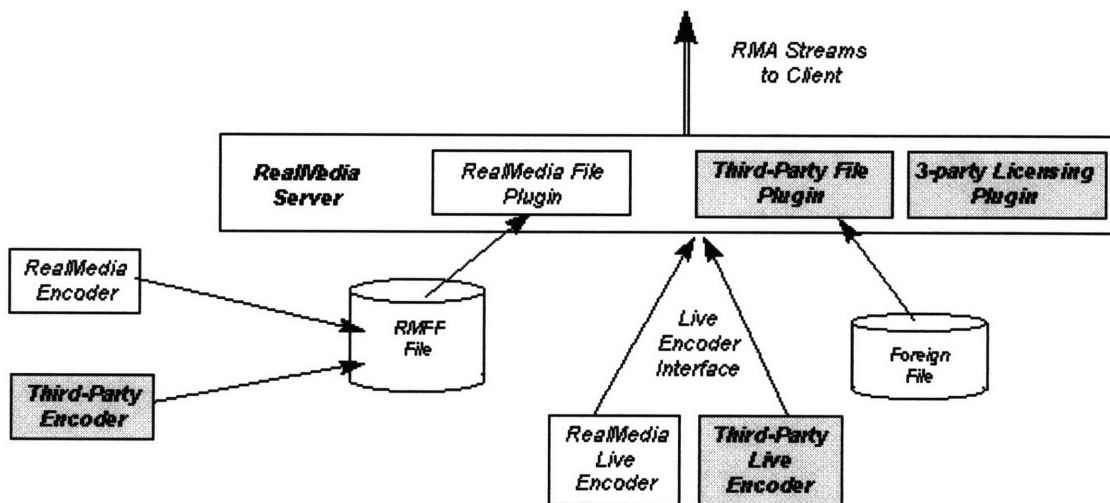 RMA Streams
to Client
RealMedia
Server
RealMedia File
Plugin
Third-Party File
Plugin
3-party Licensing
Plugin
RealMedia
Encoder
RMFF
File
Live
Encoder
Interface
Foreign
File
Third-Party
Encoder
RealMedia
Live
Encoder
Third-Party
Live
Encoder